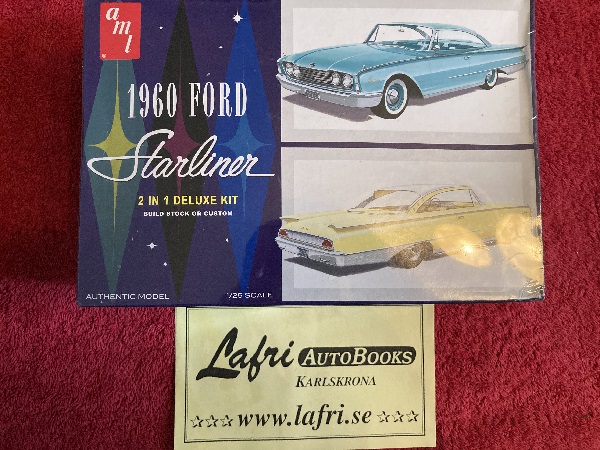 amt
1960 FORD
Starliner
2 IN 1 DELUXE KIT
BUILD STOCK OR CUSTOM
AUTHENTIC MODEL
1/25 SCALE
Lafri AUTOBOOKS
KARLSKRONA
☆☆☆ www.lafri.se ☆☆☆